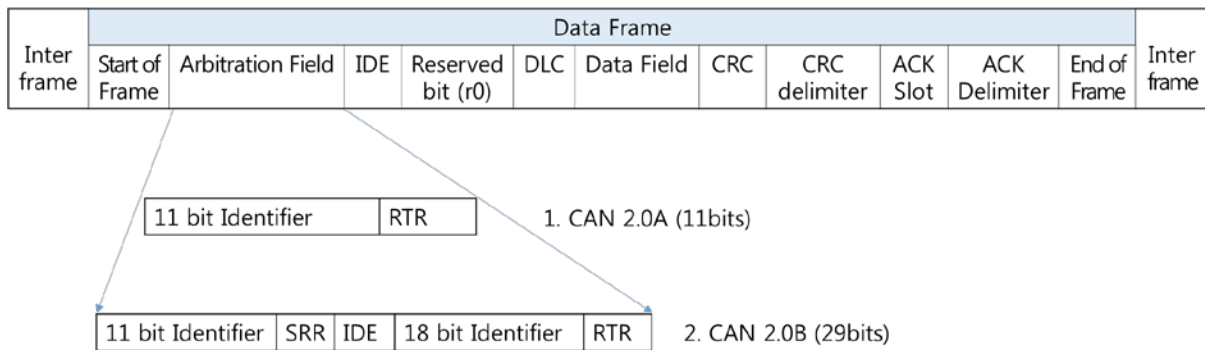 Data Frame
Inter frame
Start of Frame
Arbitration Field
IDE
Reserved bit (r0)
DLC
Data Field
CRC
CRC delimiter
ACK Slot
ACK Delimiter
End of Frame
Inter frame
11 bit Identifier RTR 1. CAN 2.0A (11bits)
11 bit Identifier SRR IDE 18 bit Identifier RTR 2. CAN 2.0B (29bits)